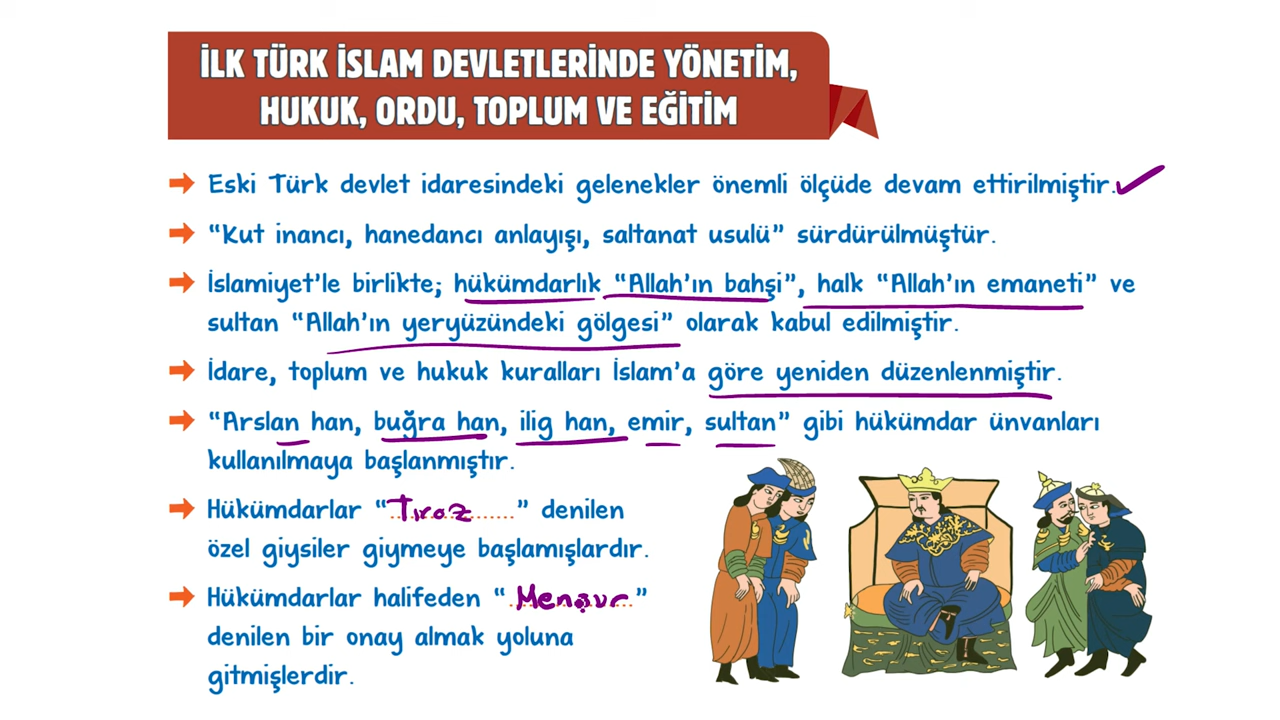 İLK TÜRK İSLAM DEVLETLERİNDE YÖNETİM,
HUKUK, ORDU, TOPLUM VE EĞİTİM
Eski Türk devlet idaresindeki gelenekler önemli ölçüde devam ettirilmiştir.
“Kut inancı, hanedancı anlayışı, saltanat usulü” sürdürülmüştür.
İslamiyet’le birlikte; hükümdarlık “Allah’ın bahşi”, halk “Allah’ın emaneti” ve
sultan “Allah’ın yeryüzündeki gölgesi” olarak kabul edilmiştir.
İdare, toplum ve hukuk kuralları İslam’a göre yeniden düzenlenmiştir.
“Arslan han, buğra han, ilig han, emir, sultan” gibi hükümdar ünvanları
kullanılmaya başlanmıştır.
Hükümdarlar “Tıraz” denilen
özel giysiler giymeye başlamışlardır.
Hükümdarlar halifeden “Menşur”
denilen bir onay almak yoluna
gitmişlerdir.